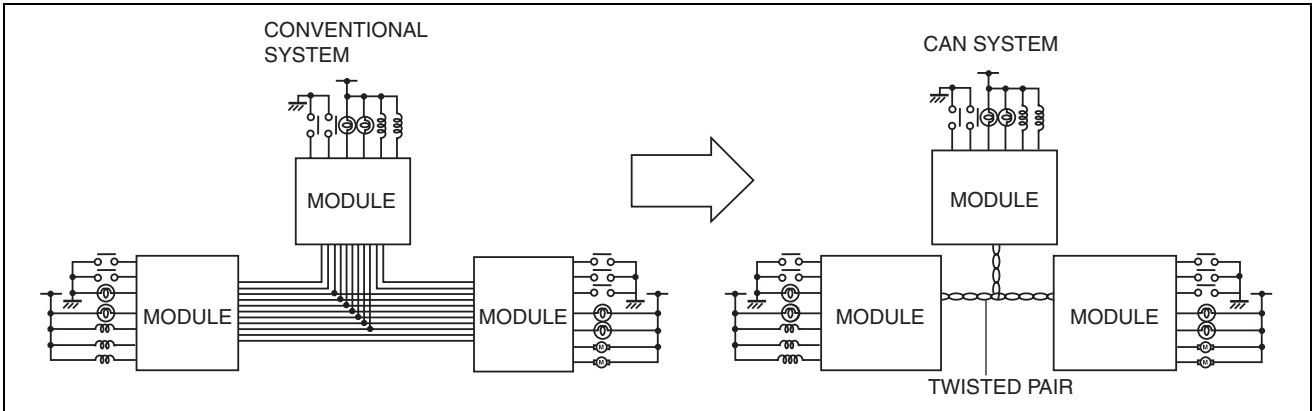 CONVENTIONAL
SYSTEM
MODULE
MODULE
MODULE
M
M
CAN SYSTEM
MODULE
MODULE
MODULE
M
M
TWISTED PAIR